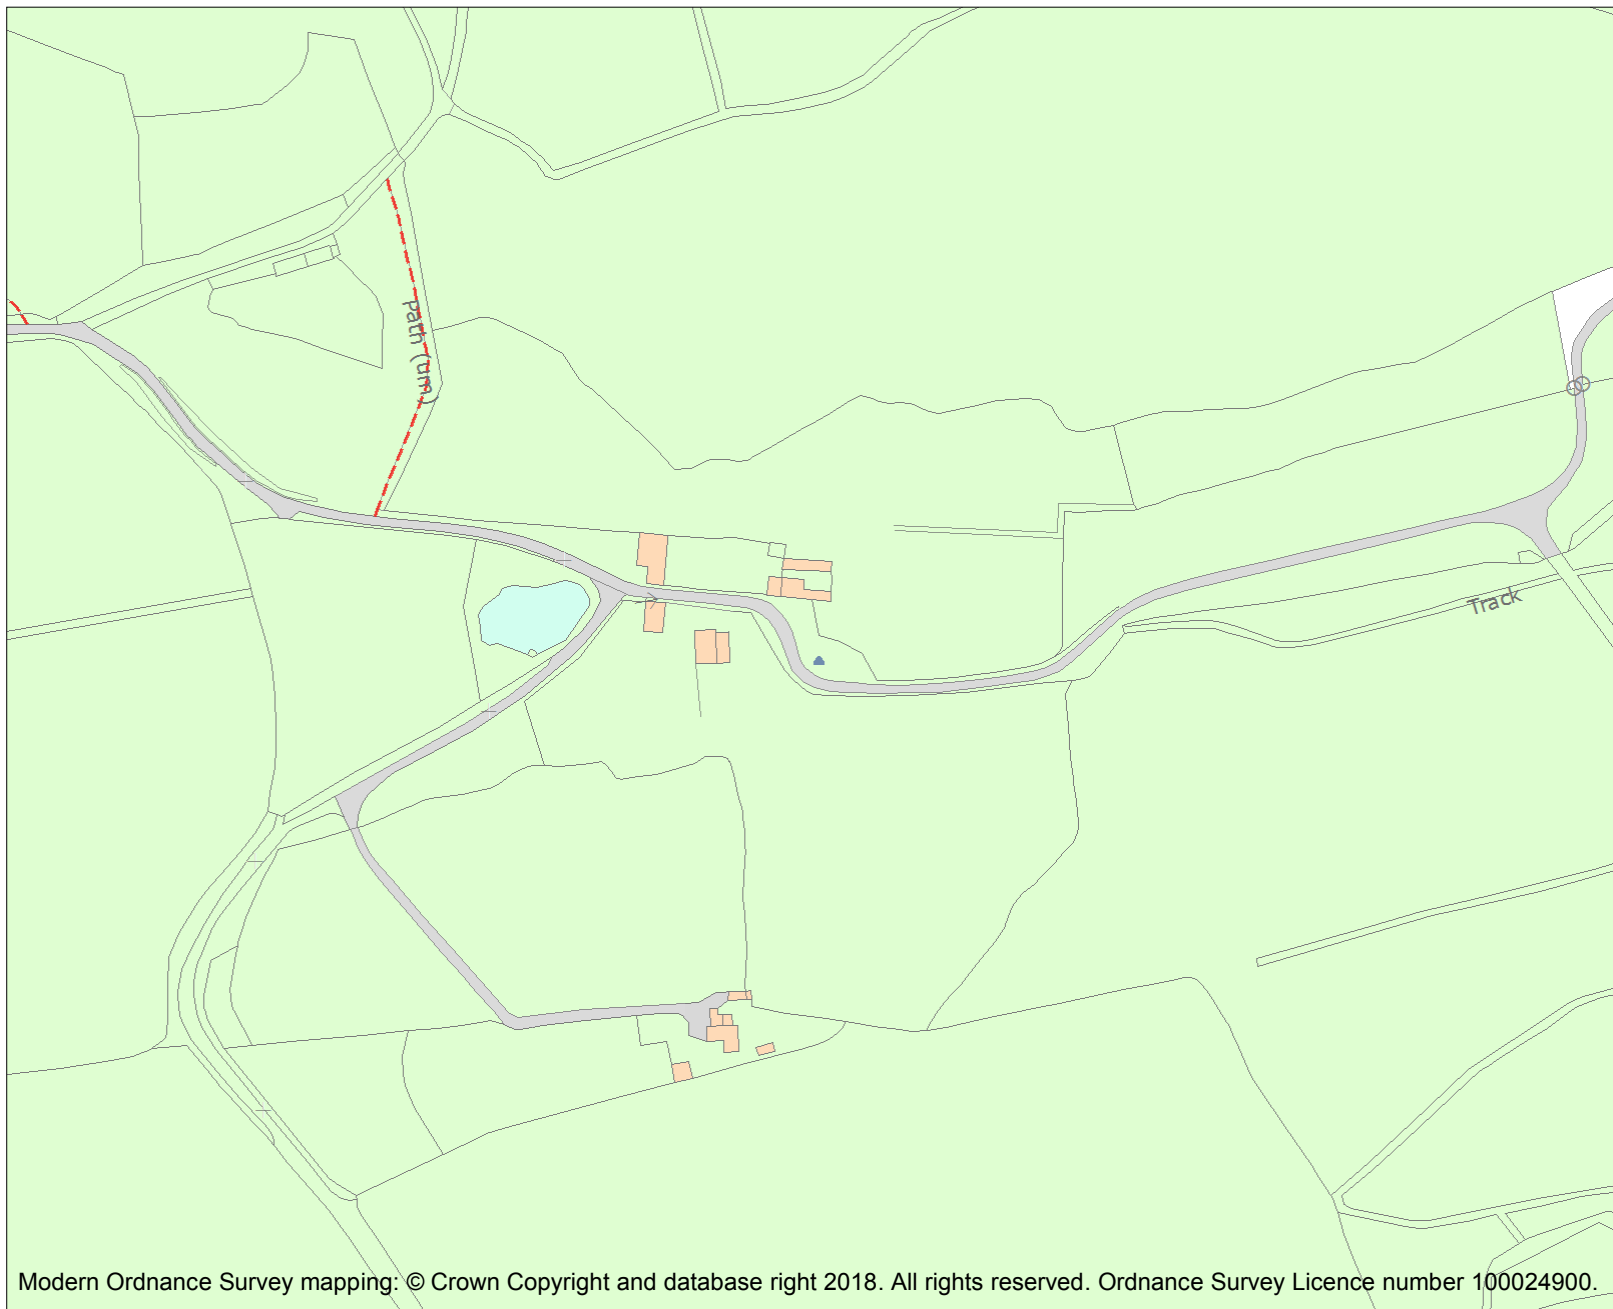 Path (um)
Track
Modern Ordnance Survey mapping: © Crown Copyright and database right 2018. All rights reserved. Ordnance Survey Licence number 100024900.